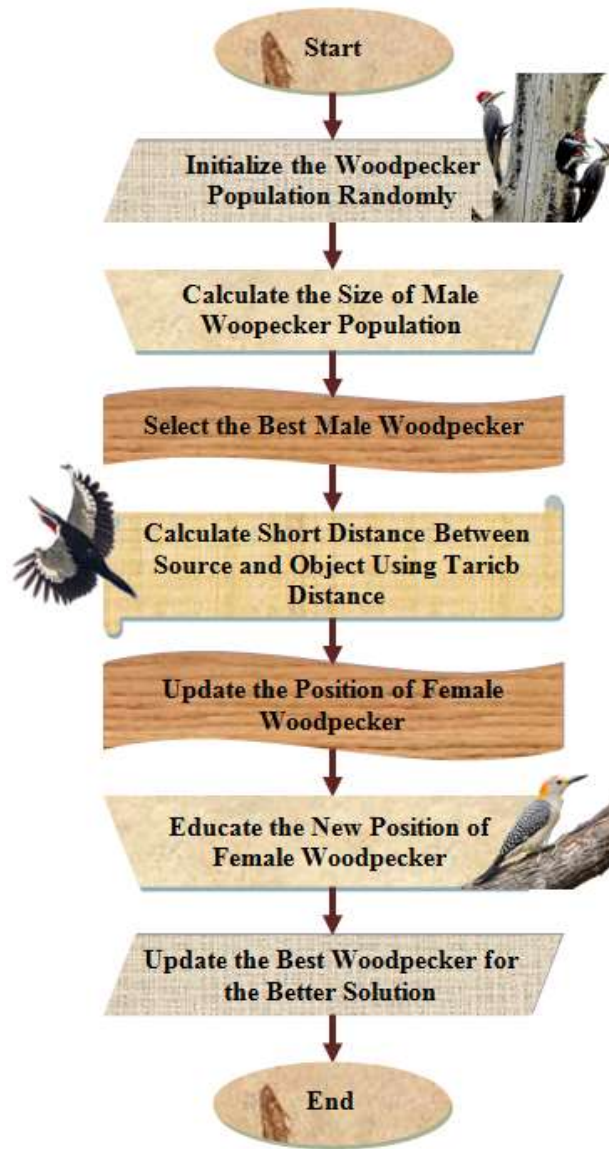 Start
Initialize the Woodpecker
Population Randomly
Calculate the Size of Male
Woopecker Population
Select the Best Male Woodpecker
Calculate Short Distance Between
Source and Object Using Taricb
Distance
Update the Position of Female
Woodpecker
Educate the New Position of
Female Woodpecker
Update the Best Woodpecker for
the Better Solution
End